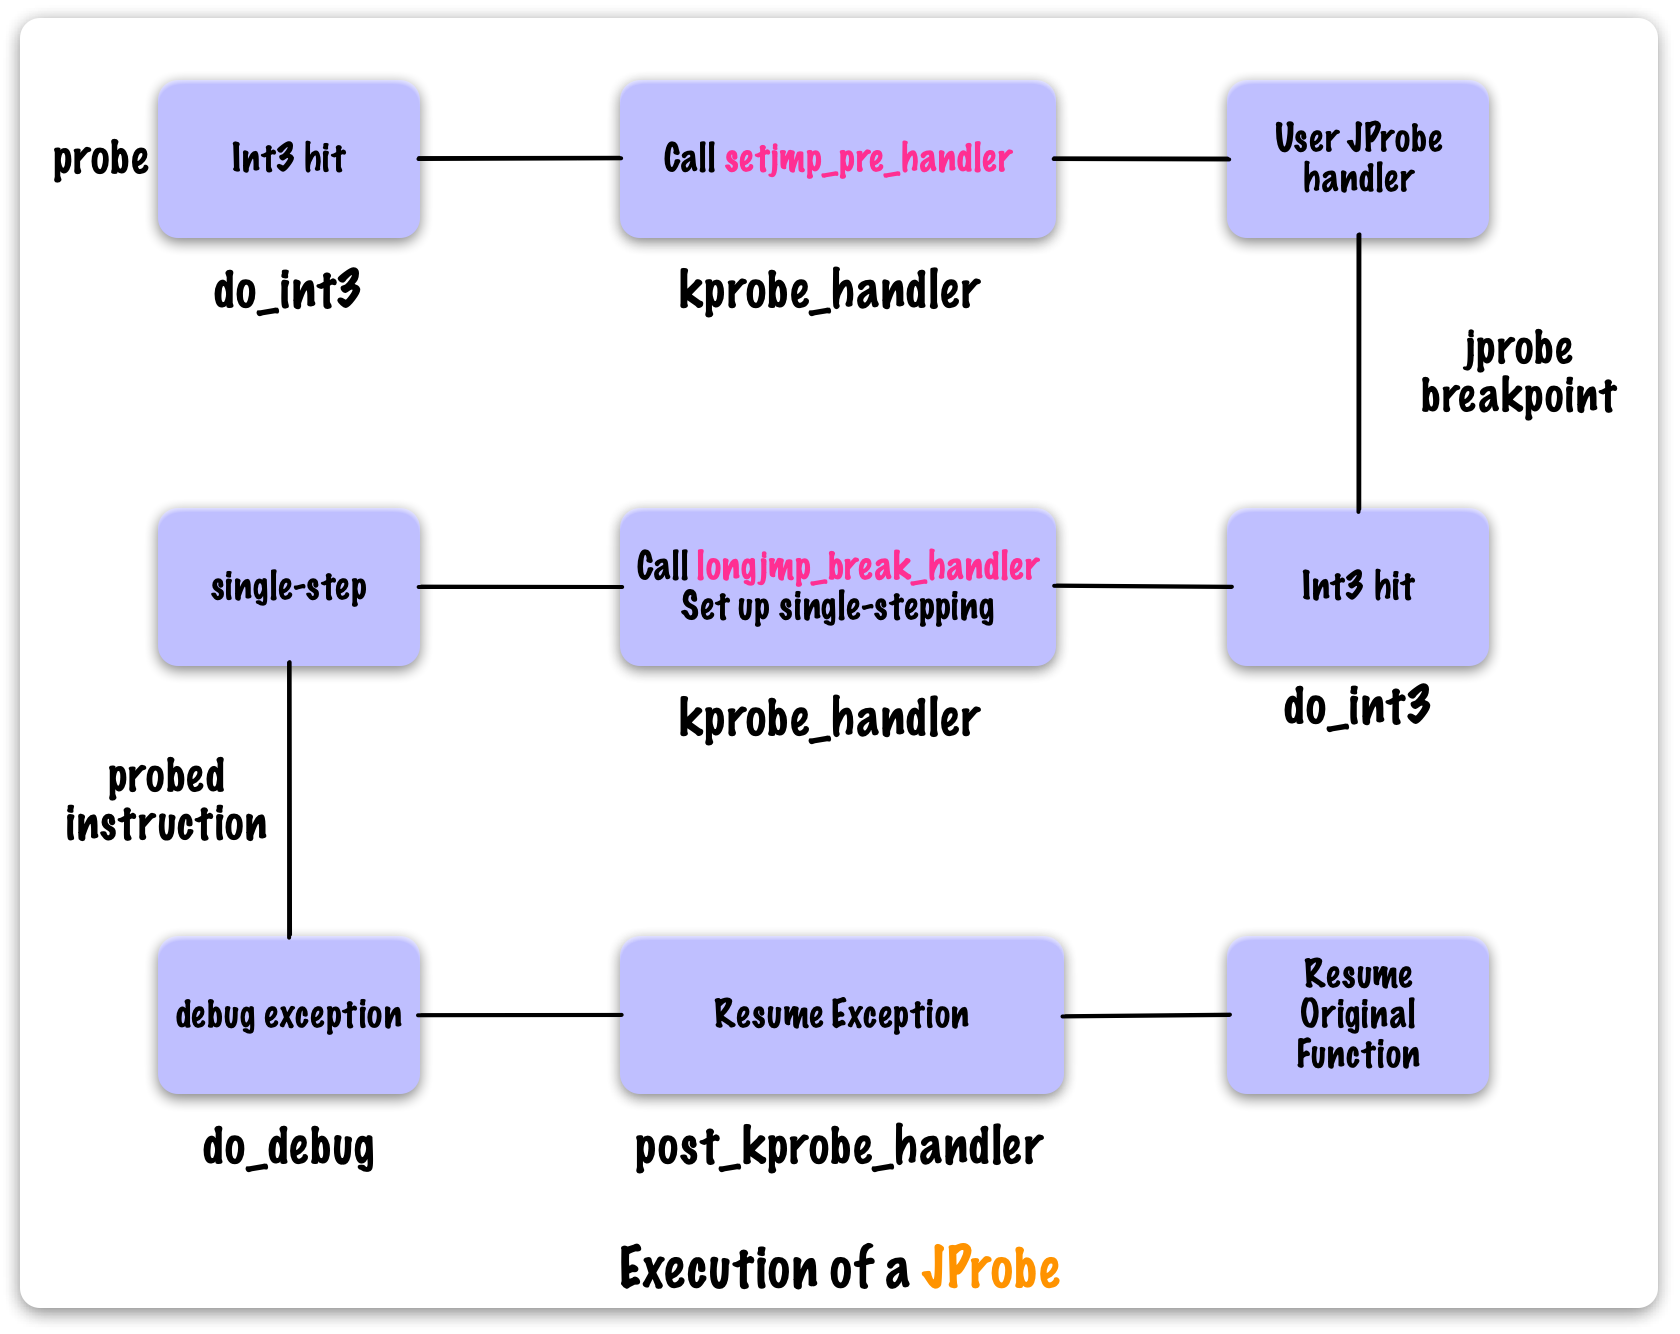 probe
Int3 hit
Call setjmp_pre_handler
User JProbe
handler
do_int3
kprobe_handler
jprobe
breakpoint
single-step
Call longjmp_break_handler
Set up single-stepping
Int3 hit
kprobe_handler
do_int3
probed
instruction
debug exception
Resume Exception
Resume
Original
Function
do_debug
post_kprobe_handler
Execution of a JProbe